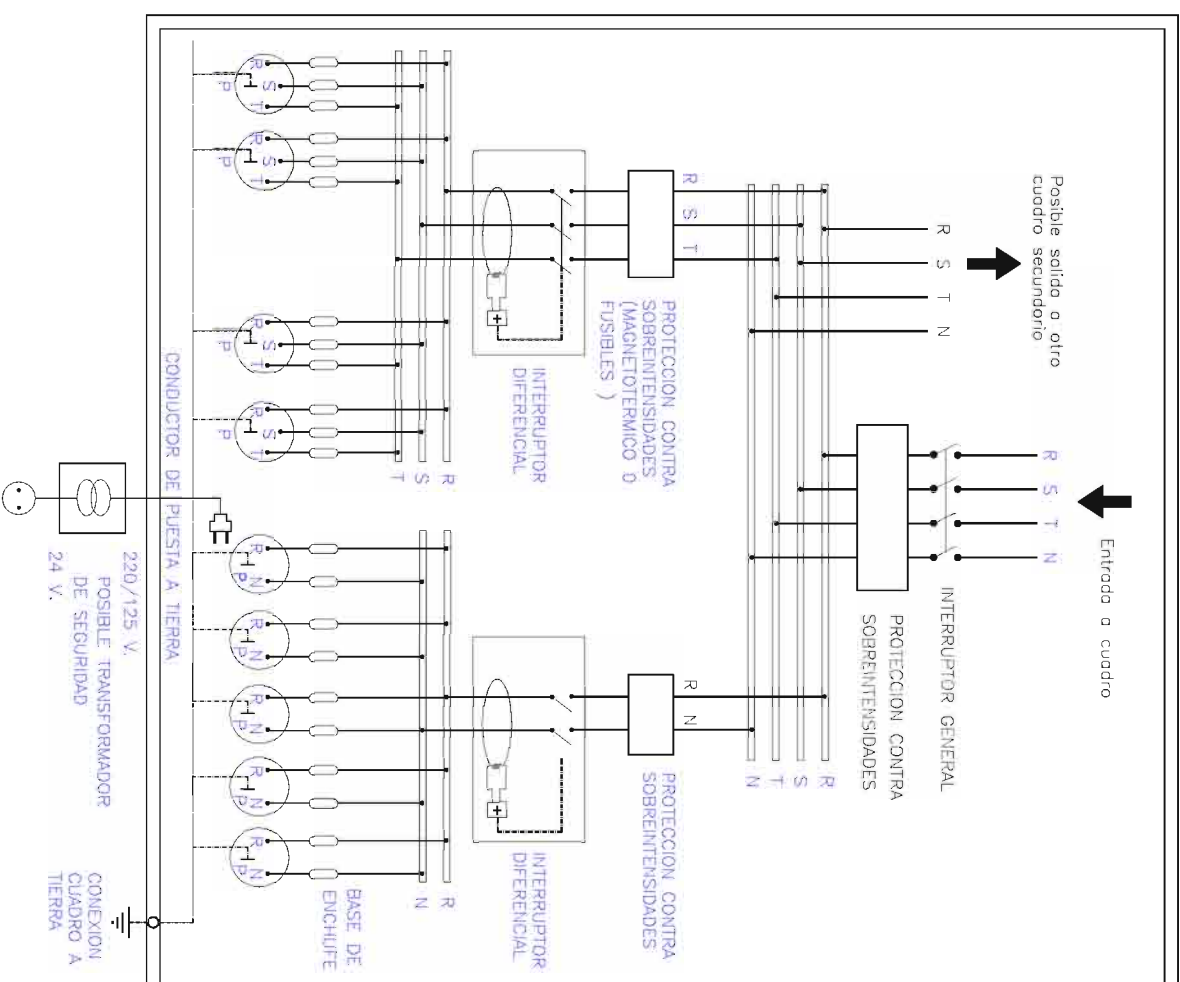 Entrada a cuadro
Posible salida a otro
cuadro secundario
R S T N
R S T N
INTERRUPTOR GENERAL
PROTECCION CONTRA
SOBREINTENSIDADES
R
S
T
N
R S T
R N
PROTECCION CONTRA
SOBREINTENSIDADES
(MAGNETOTERMICO O
FUSIBLES )
PROTECCION CONTRA
SOBREINTENSIDADES
INTERRUPTOR
DIFERENCIAL
INTERRUPTOR
DIFERENCIAL
R
S
T
R
N
BASE DE
ENCHUFE
R S T
P
R S T
P
R S T
P
R S T
P
R N
P
R N
P
R N
P
R N
P
R N
P
CONDUCTOR DE PUESTA A TIERRA
220/125 V.
POSIBLE TRANSFORMADOR
DE SEGURIDAD
24 V.
CONEXION
CUADRO A
TIERRA